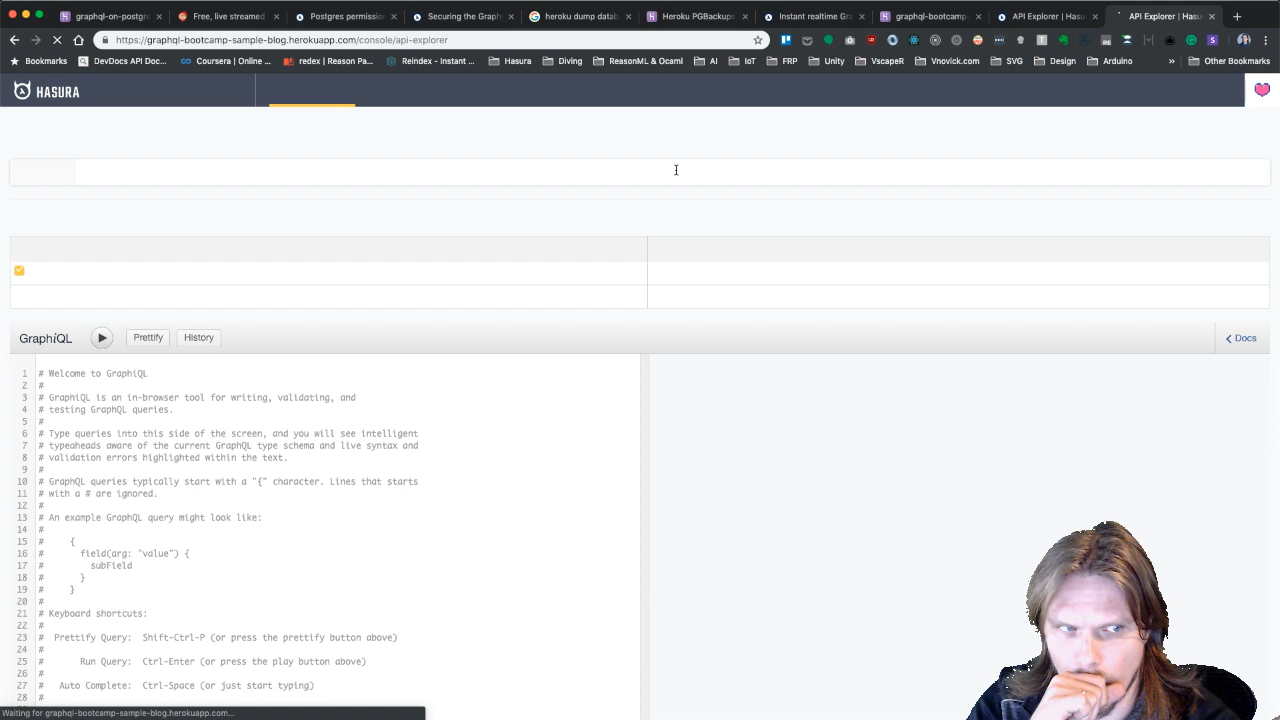 graphql-on-postgre
Free, live streamed
Postgres permission
Securing the Graph
heroku dump datab
Heroku PGBackups
Instant realtime Gra
graphql-bootcamp
API Explorer | Hasu
API Explorer | Hasu
https://graphql-bootcamp-sample-blog.herokuapp.com/console/api-explorer
Bookmarks
DevDocs API Doc...
Coursera | Online ...
redex | Reason Pa...
Reindex - Instant ...
Hasura
Diving
ReasonML & Ocaml
AI
IoT
FRP
Unity
VscapeR
Vnovick.com
SVG
Design
Arduino
»
Other Bookmarks
HASURA
GraphiQL
Prettify
History
Docs
1 # Welcome to GraphiQL
2 #
3 # GraphiQL is an in-browser tool for writing, validating, and
4 # testing GraphQL queries.
5 #
6 # Type queries into this side of the screen, and you will see intelligent
7 # typeaheads aware of the current GraphQL type schema and live syntax and
8 # validation errors highlighted within the text.
9 #
10 # GraphQL queries typically start with a "{" character. Lines that starts
11 # with a # are ignored.
12 #
13 # An example GraphQL query might look like:
14 #
15 # {
16 # field(arg: "value") {
17 # subField
18 # }
19 # }
20 #
21 # Keyboard shortcuts:
22 #
23 # Prettify Query: Shift-Ctrl-P (or press the prettify button above)
24 #
25 # Run Query: Ctrl-Enter (or press the play button above)
26 #
27 # Auto Complete: Ctrl-Space (or just start typing)
28 #
Waiting for graphql-bootcamp-sample-blog.herokuapp.com...